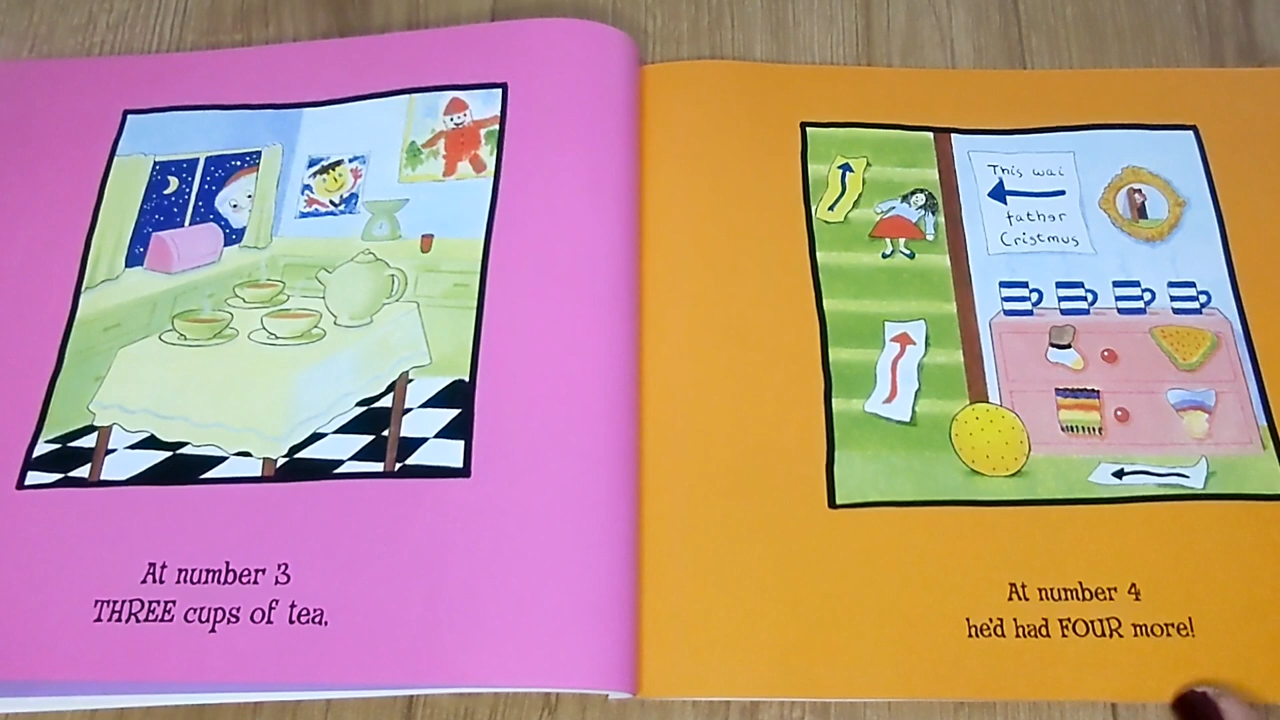 At number 3
THREE cups of tea,
This wai
father
Cristmus
At number 4
he'd had FOUR more!